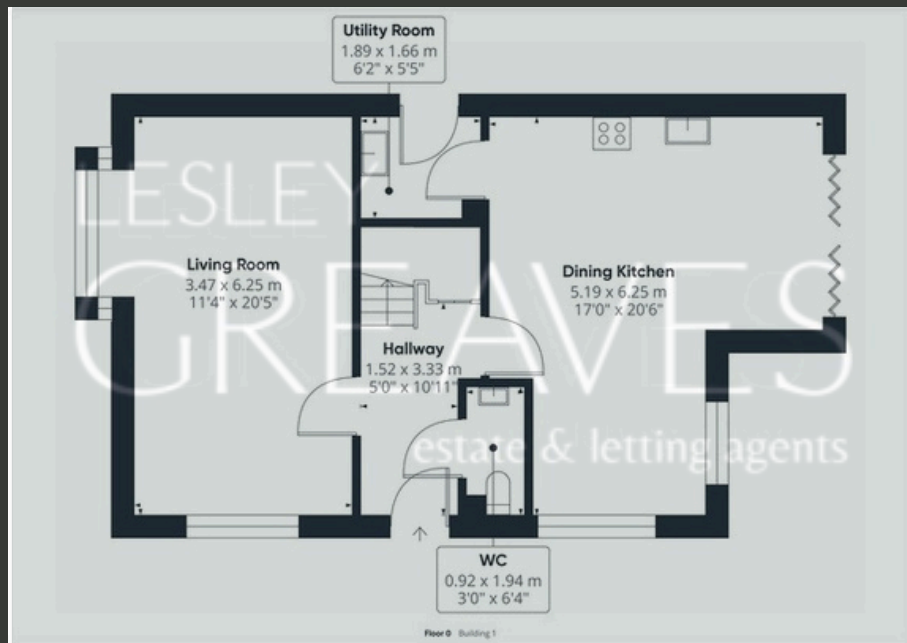 Utility Room
1.89 x 1.66 m
6'2" x 5'5"
LESLEY
GREAVES
estate & letting agents
Living Room
3.47 x 6.25 m
11'4" x 20'5"
Dining Kitchen
5.19 x 6.25 m
17'0" x 20'6"
Hallway
1.52 x 3.33 m
5'0" x 10'11"
WC
0.92 x 1.94 m
3'0" x 6'4"
Floor 0 Building 1